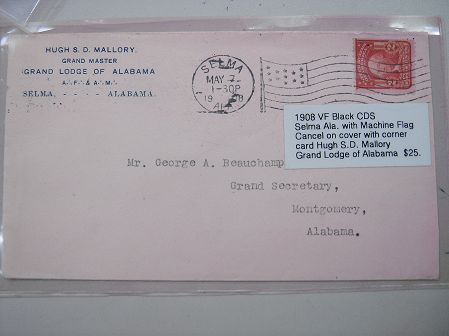 HUGH S. D. MALLORY,
GRAND MASTER
GRAND LODGE OF ALABAMA
A∴F∴& A∴M∴
SELMA, - - - - ALABAMA.
SELMA
MAY 7
1-30P
19 8
1908 VF Black CDS
Selma Ala. with Machine Flag
Cancel on cover with corner
card Hugh S.D. Mallory
Grand Lodge of Alabama $25.
Mr. George A. Beauchamp
Grand Secretary,
Montgomery,
Alabama.